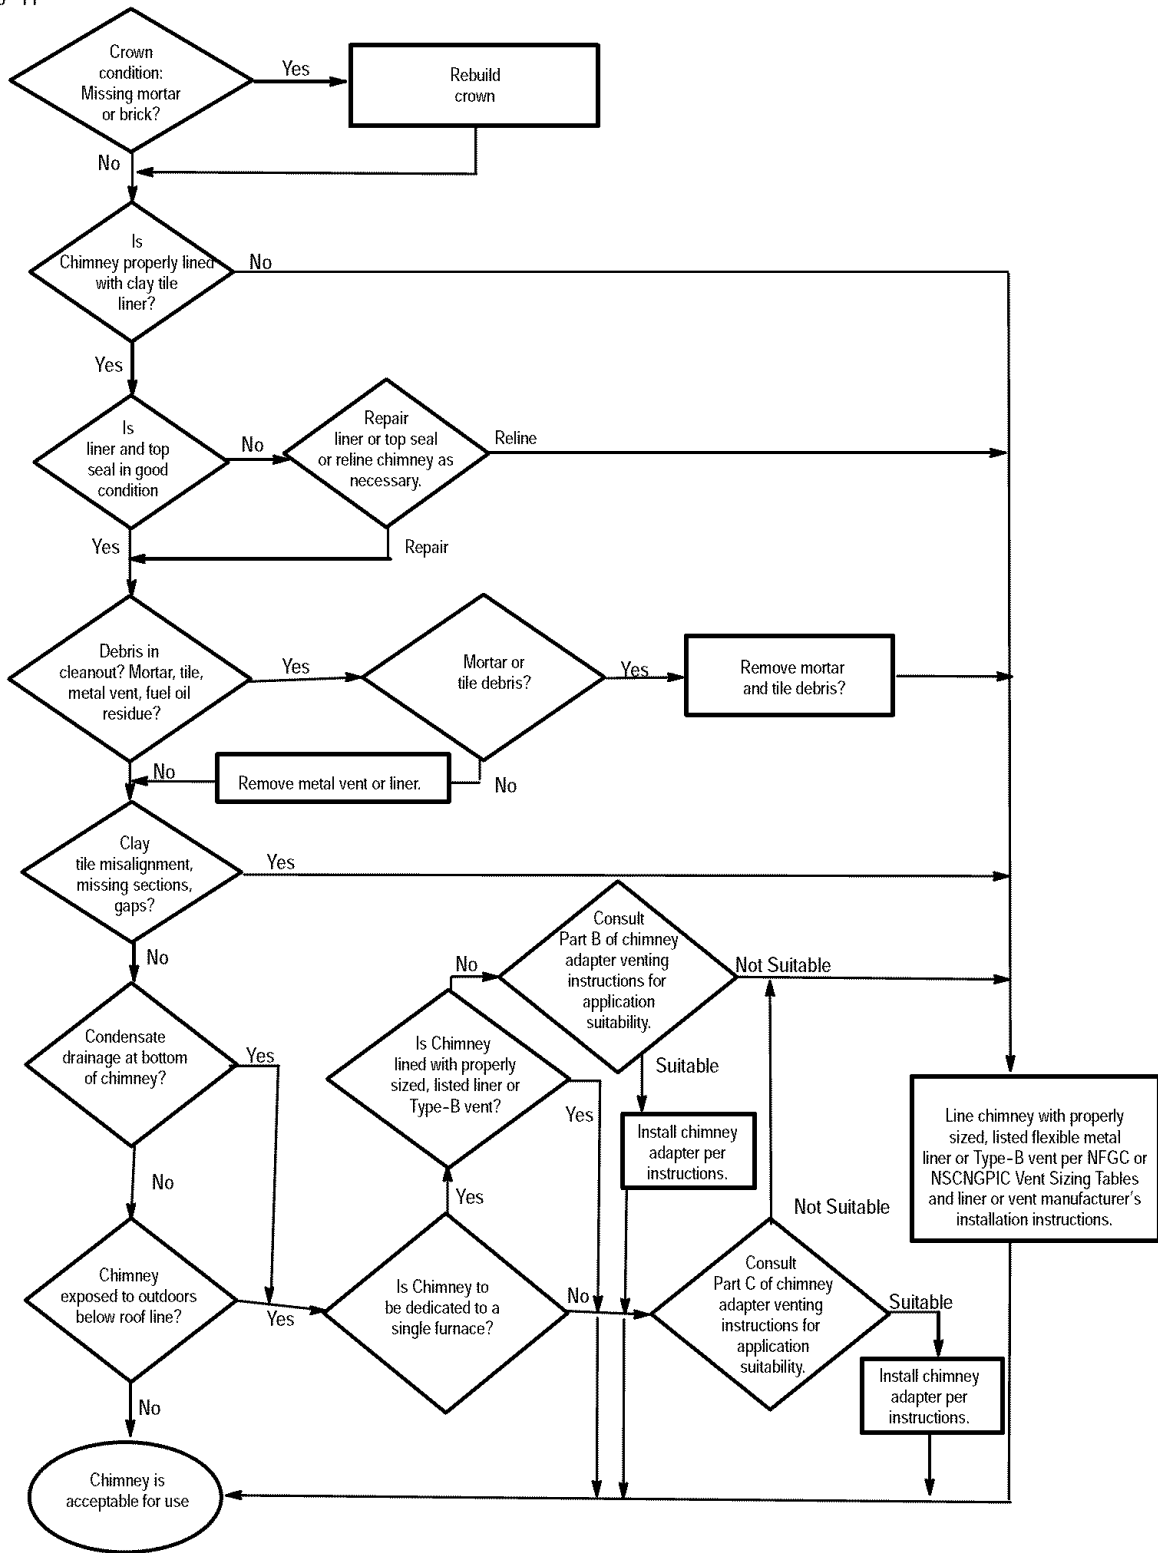 Crown
condition:
Missing mortar
or brick?
Yes
Rebuild
crown
No
Is
Chimney properly lined
with clay tile
liner?
No
Yes
Is
liner and top
seal in good
condition
No
Repair
liner or top seal
or reline chimney as
necessary.
Reline
Yes
Repair
Debris in
cleanout? Mortar, tile,
metal vent, fuel oil
residue?
Yes
Mortar or
tile debris?
Yes
Remove mortar
and tile debris?
No
Remove metal vent or liner.
No
Clay
tile misalignment,
missing sections,
gaps?
Yes
No
Consult
Part B of chimney
adapter venting
instructions for
application
suitability.
No
Not Suitable
Condensate
drainage at bottom
of chimney?
Yes
Is Chimney
lined with properly
sized, listed liner or
Type-B vent?
Yes
Suitable
Install chimney
adapter per
instructions.
Line chimney with properly
sized, listed flexible metal
liner or Type-B vent per NFGC or
NSCNGPIC Vent Sizing Tables
and liner or vent manufacturer's
installation instructions.
No
Yes
Not Suitable
Chimney
exposed to outdoors
below roof line?
Yes
Is Chimney to
be dedicated to a
single furnace?
No
Consult
Part C of chimney
adapter venting
instructions for
application
suitability.
Suitable
Install chimney
adapter per
instructions.
No
Chimney is
acceptable for use